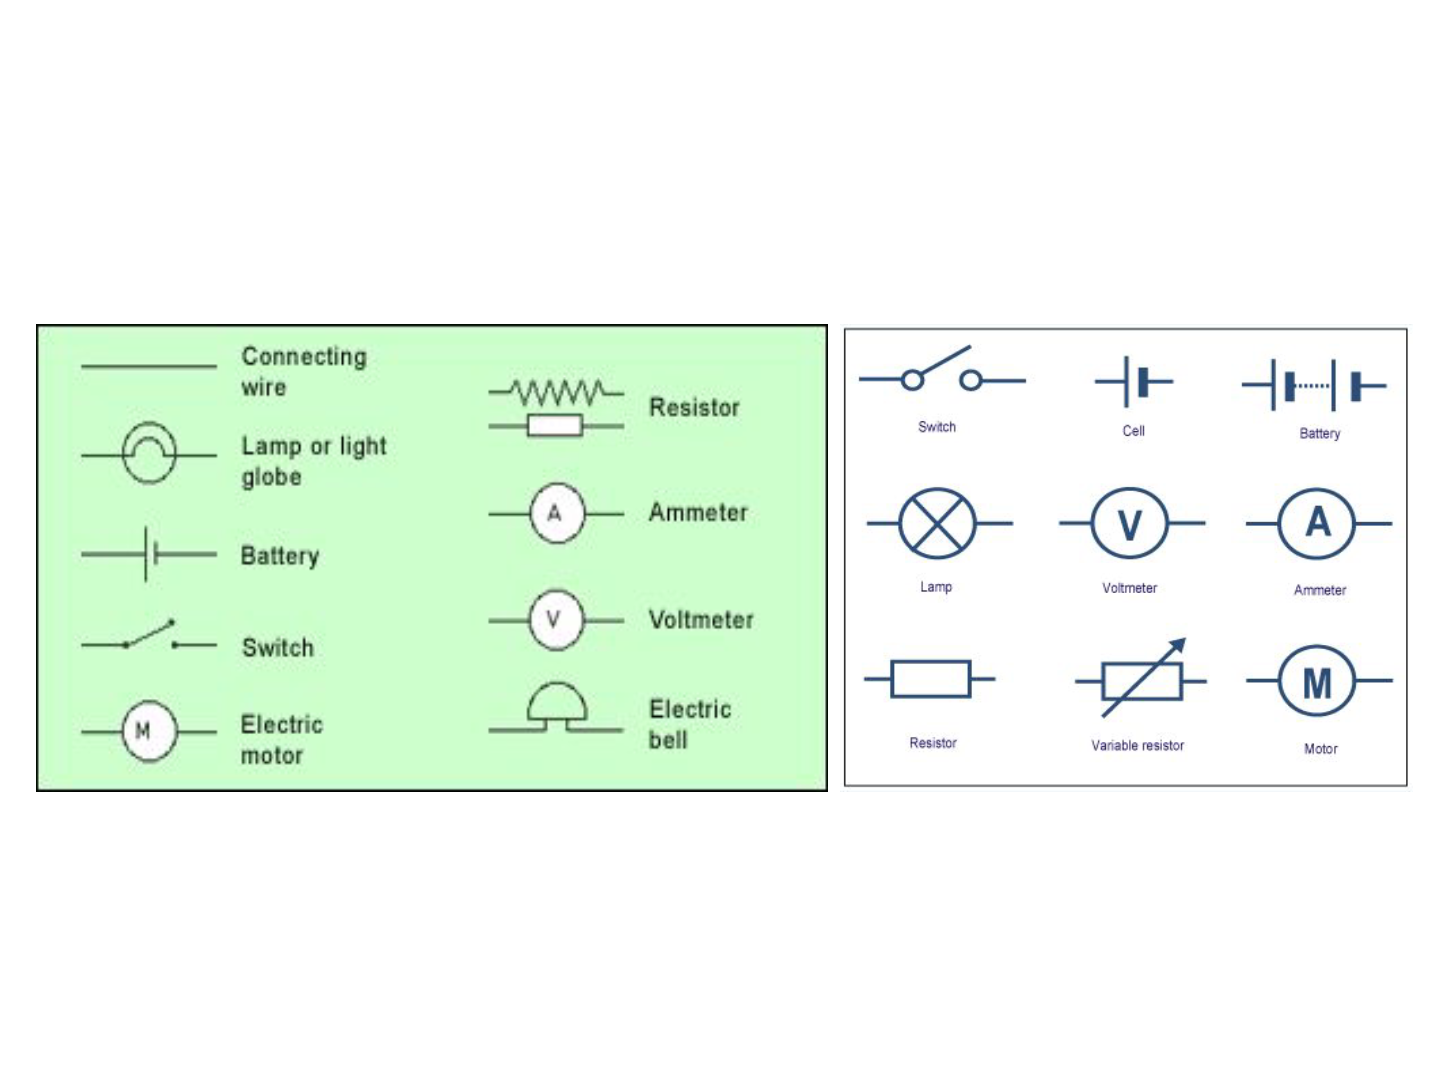 Connecting
wire
Lamp or light
globe
Battery
Switch
M
Electric
motor
Resistor
A
Ammeter
V
Voltmeter
Electric
bell
Switch
Cell
Battery
Lamp
V
Voltmeter
A
Ammeter
Resistor
Variable resistor
M
Motor